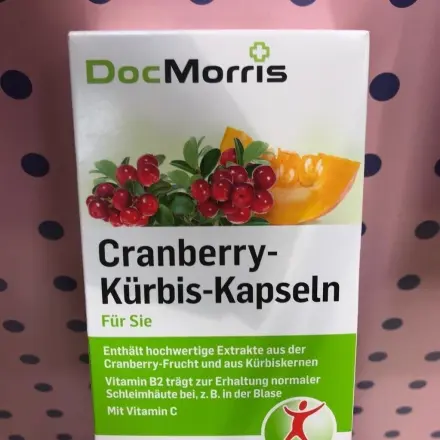 DocMorris
Cranberry-
Kürbis-Kapseln
Für Sie
Enthält hochwertige Extrakte aus der
Cranberry-Frucht und aus Kürbiskernen
Vitamin B2 trägt zur Erhaltung normaler
Schleimhäute bei, z. B. in der Blase
Mit Vitamin C